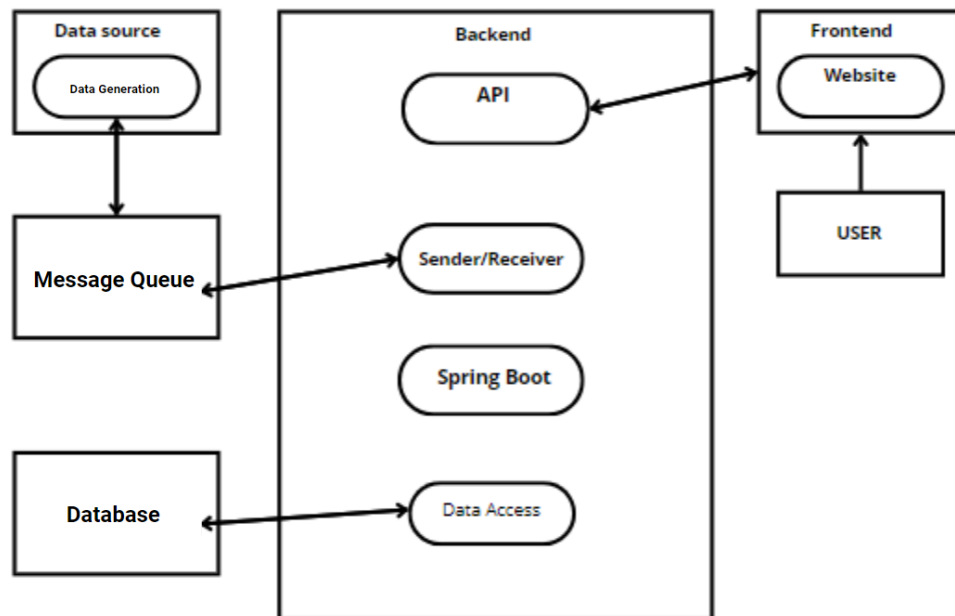 Data source
Data Generation
Message Queue
Database
Backend
API
Sender/Receiver
Spring Boot
Data Access
Frontend
Website
USER